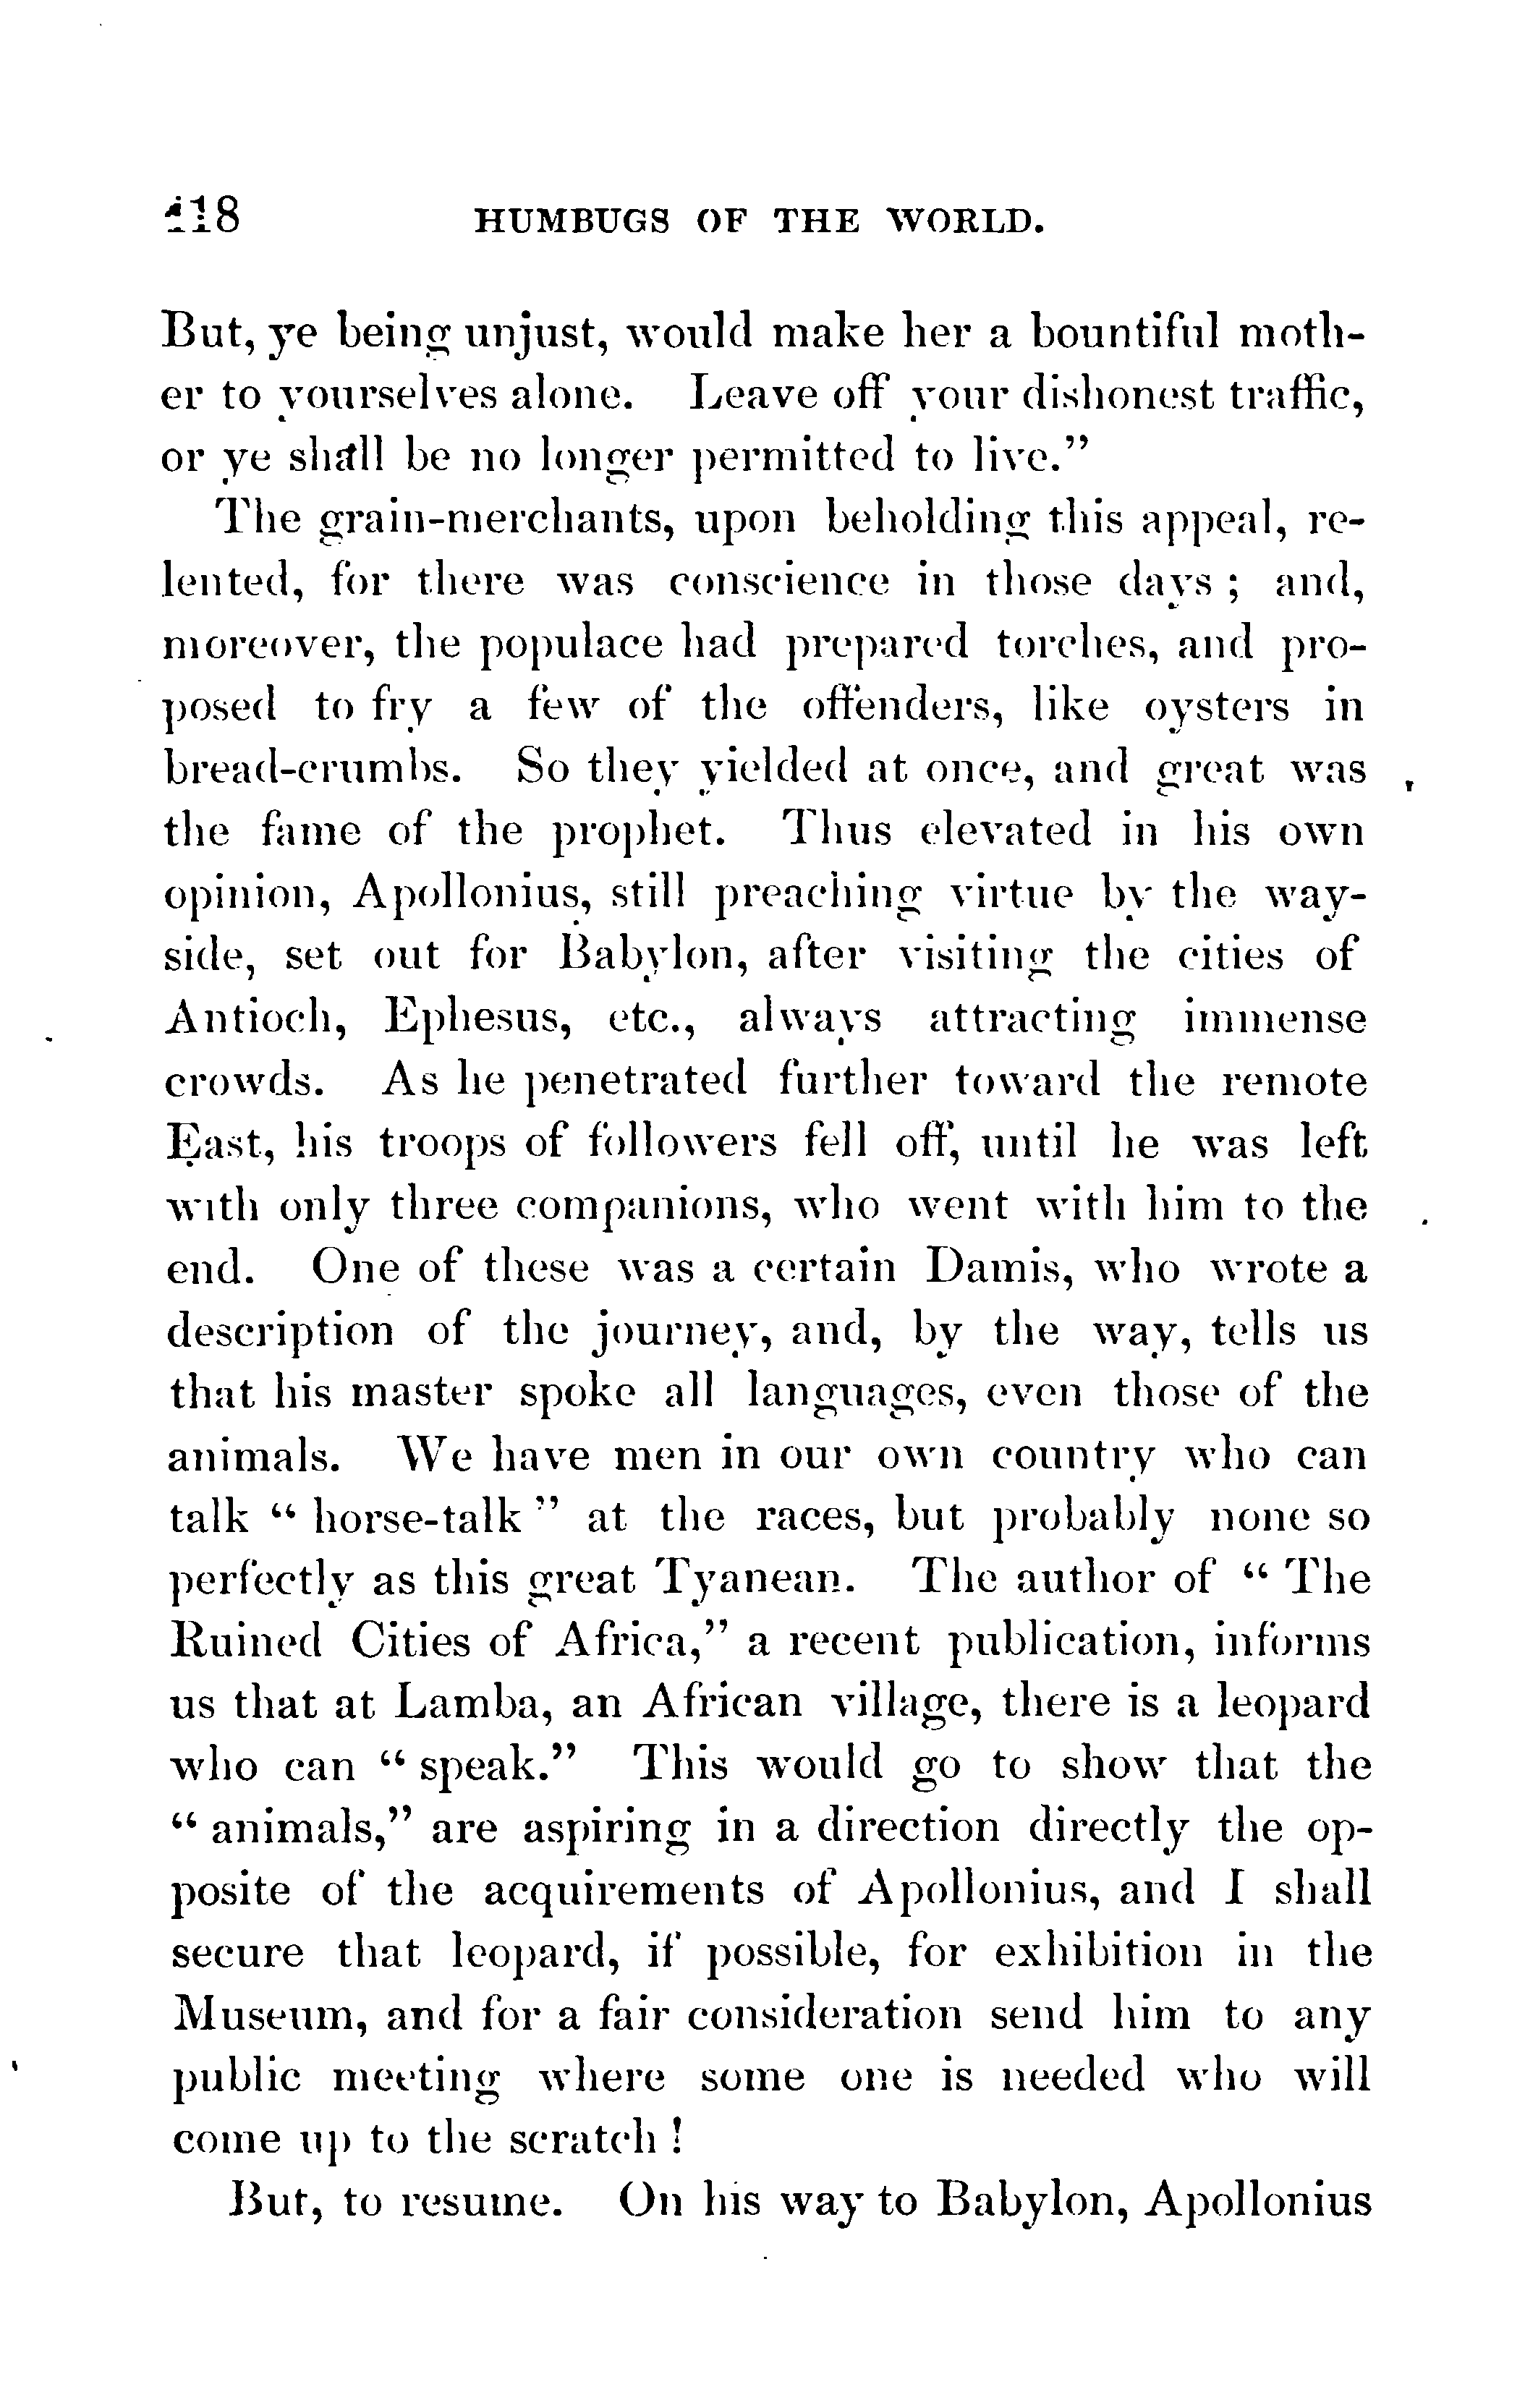 418 HUMBUGS OF THE WORLD.
But, ye being unjust, would make her a bountiful moth-
er to yourselves alone. Leave off your dishonest traffic,
or ye shall be no longer permitted to live."
The grain-merchants, upon beholding this appeal, re-
lented, for there was conscience in those days ; and,
moreover, the populace had prepared torches, and pro-
posed to fry a few of the offenders, like oysters in
bread-crumbs. So they yielded at once, and great was
the fame of the prophet. Thus elevated in his own
opinion, Apollonius, still preaching virtue by the way-
side, set out for Babylon, after visiting the cities of
Antioch, Ephesus, etc., always attracting immense
crowds. As he penetrated further toward the remote
East, his troops of followers fell off, until he was left
with only three companions, who went with him to the
end. One of these was a certain Damis, who wrote a
description of the journey, and, by the way, tells us
that his master spoke all languages, even those of the
animals. We have men in our own country who can
talk " horse-talk " at the races, but probably none so
perfectly as this great Tyanean. The author of " The
Ruined Cities of Africa," a recent publication, informs
us that at Lamba, an African village, there is a leopard
who can " speak." This would go to show that the
" animals," are aspiring in a direction directly the op-
posite of the acquirements of Apollonius, and I shall
secure that leopard, if possible, for exhibition in the
Museum, and for a fair consideration send him to any
public meeting where some one is needed who will
come up to the scratch !
But, to resume. On his way to Babylon, Apollonius